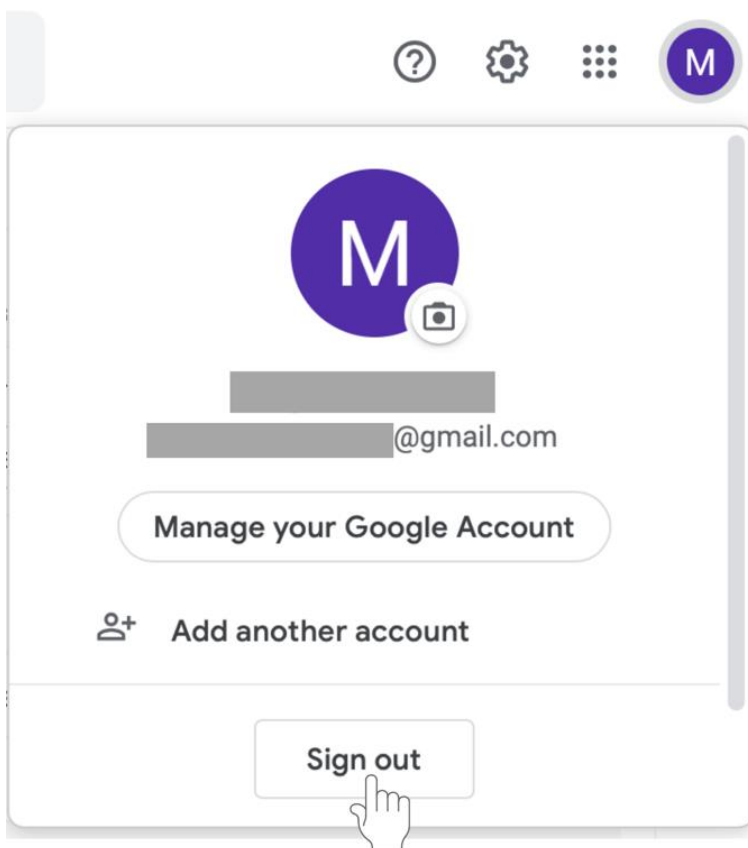 M
M
@gmail.com
Manage your Google Account
Add another account
Sign out